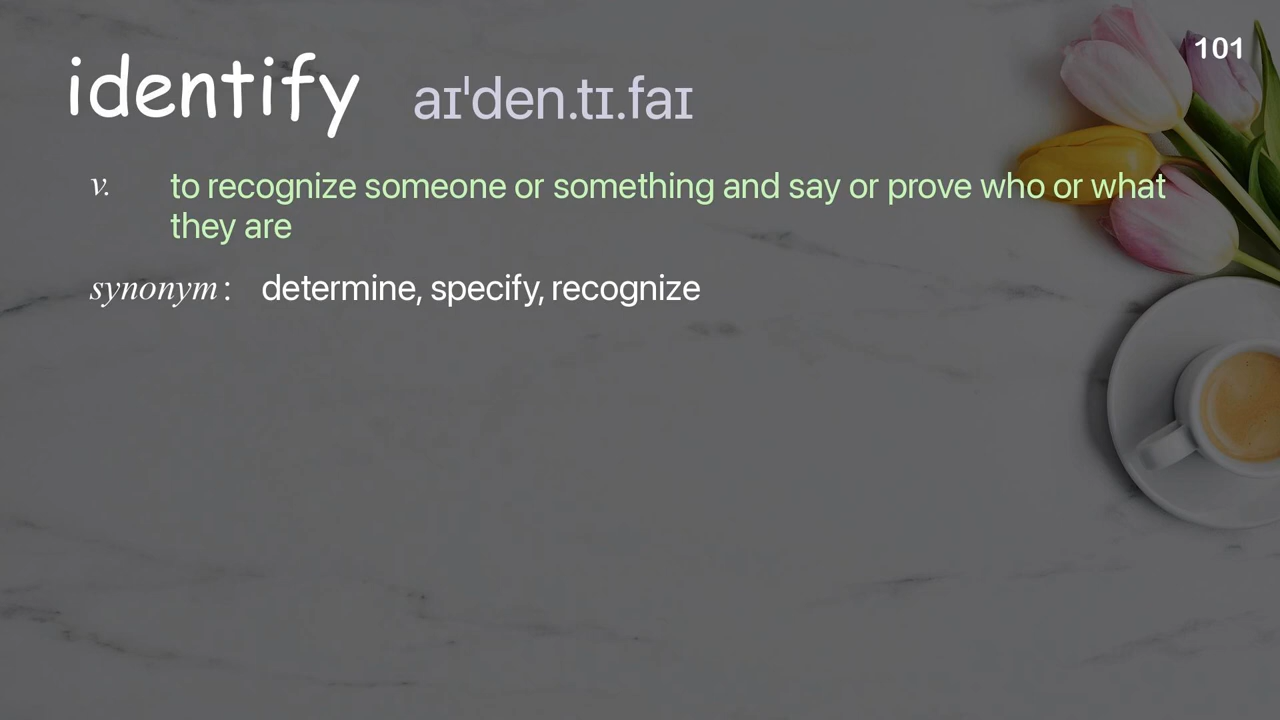 101
identify aɪˈden.tɪ.faɪ
v. to recognize someone or something and say or prove who or what
they are
synonym: determine, specify, recognize